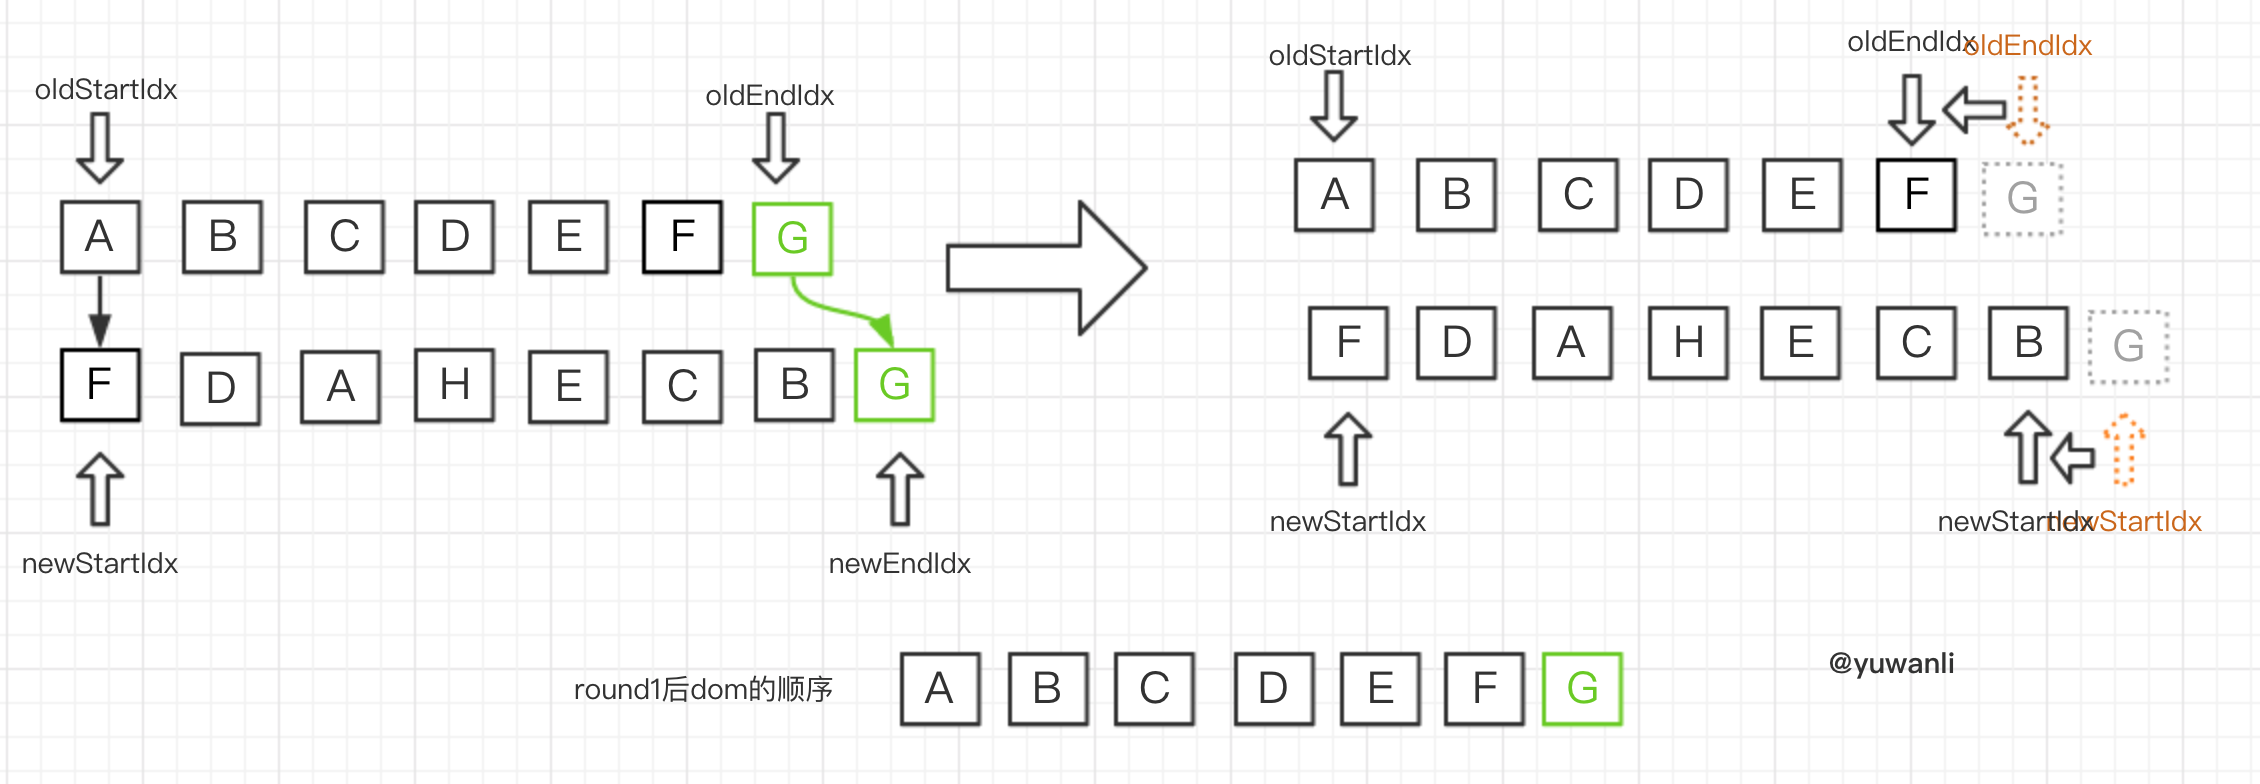 oldStartIdx
oldEndIdx
A B C D E F G
F D A H E C B G
newStartIdx
newEndIdx
oldStartIdx
oldEndIdx
oldEndIdx
A B C D E F G
F D A H E C B G
newStartIdx
newStartIdx
newStartIdx
round1后dom的顺序
A B C D E F G
@yuwanli